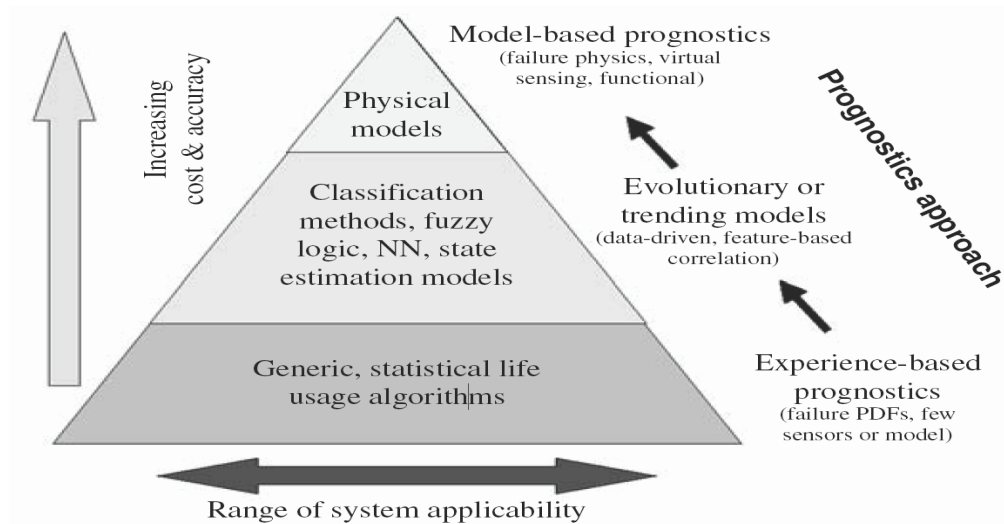 Model-based prognostics
(failure physics, virtual
sensing, functional)
Increasing
cost & accuracy
Physical
models
Prognostics approach
Classification
methods, fuzzy
logic, NN, state
estimation models
Evolutionary or
trending models
(data-driven, feature-based
correlation)
Generic, statistical life
usage algorithms
Experience-based
prognostics
(failure PDFs, few
sensors or model)
Range of system applicability